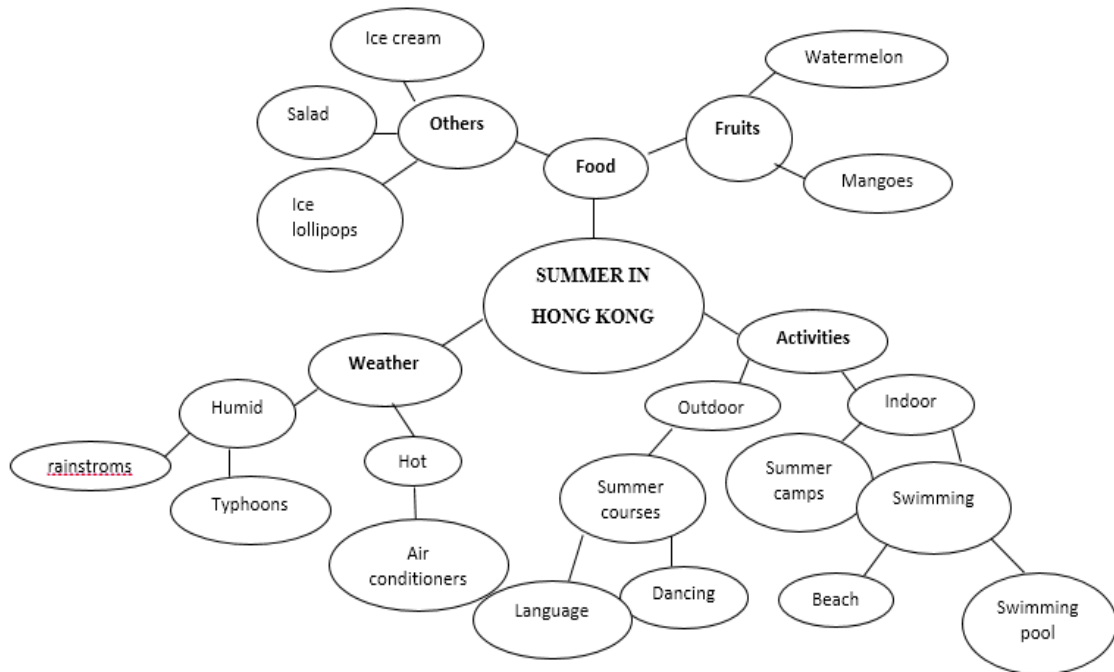 Ice cream
Watermelon
Salad
Others
Fruits
Food
Mangoes
Ice
lollipops
SUMMER IN
HONG KONG
Activities
Weather
Humid
Outdoor
Indoor
rainstroms
Hot
Typhoons
Summer
courses
Summer
camps
Swimming
Air
conditioners
Language
Dancing
Beach
Swimming
pool